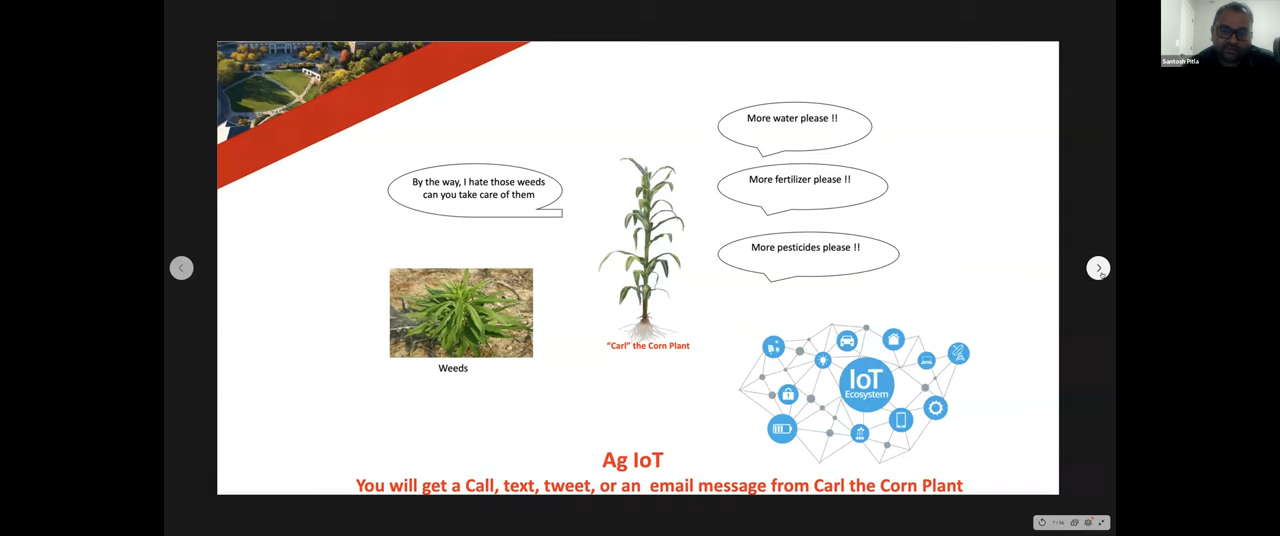 Santosh Pitla
More water please !!
By the way, I hate those weeds
can you take care of them
More fertilizer please !!
More pesticides please !!
"Carl" the Corn Plant
Weeds
IoT
Ecosystem
Ag IoT
You will get a Call, text, tweet, or an email message from Carl the Corn Plant